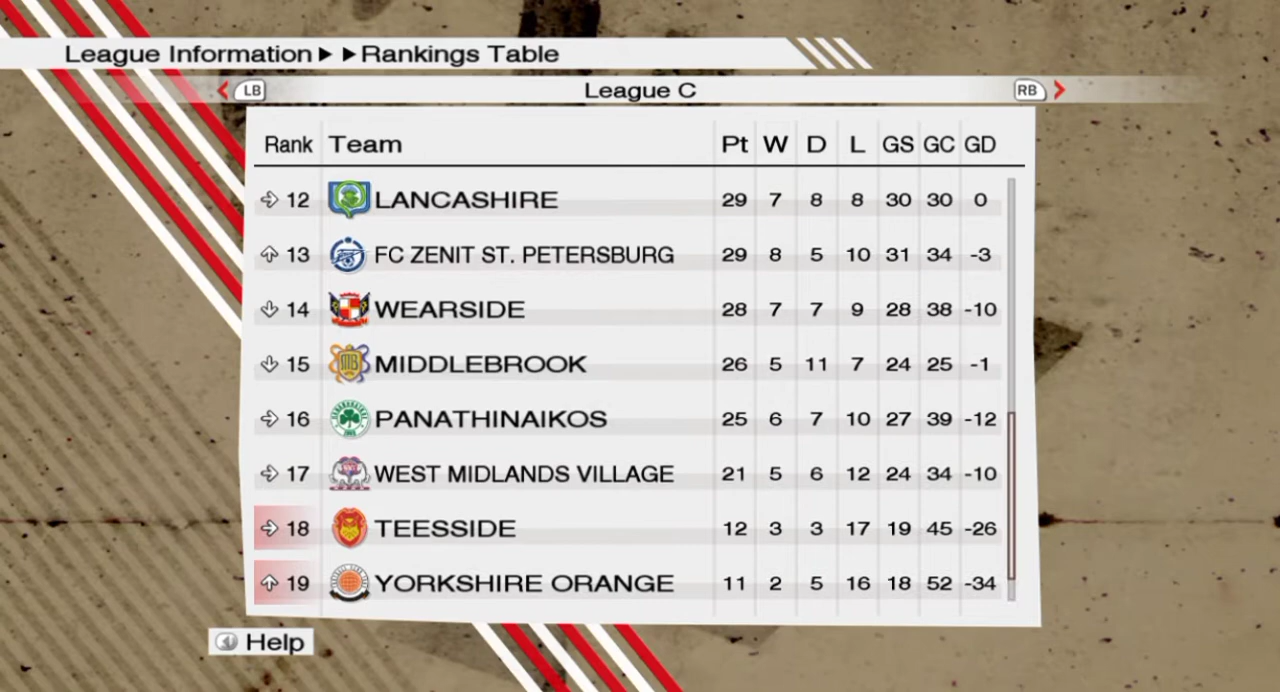 League Information ▶ ▶ Rankings Table
LB League C RB
Rank Team Pt W D L GS GC GD
12 LANCASHIRE 29 7 8 8 30 30 0
13 FC ZENIT ST. PETERSBURG 29 8 5 10 31 34 -3
14 WEARSIDE 28 7 7 9 28 38 -10
15 MB MIDDLEBROOK 26 5 11 7 24 25 -1
16 PANATHINAIKOS 25 6 7 10 27 39 -12
17 WEST MIDLANDS VILLAGE 21 5 6 12 24 34 -10
18 TEESSIDE 12 3 3 17 19 45 -26
19 YORKSHIRE ORANGE 11 2 5 16 18 52 -34
Help